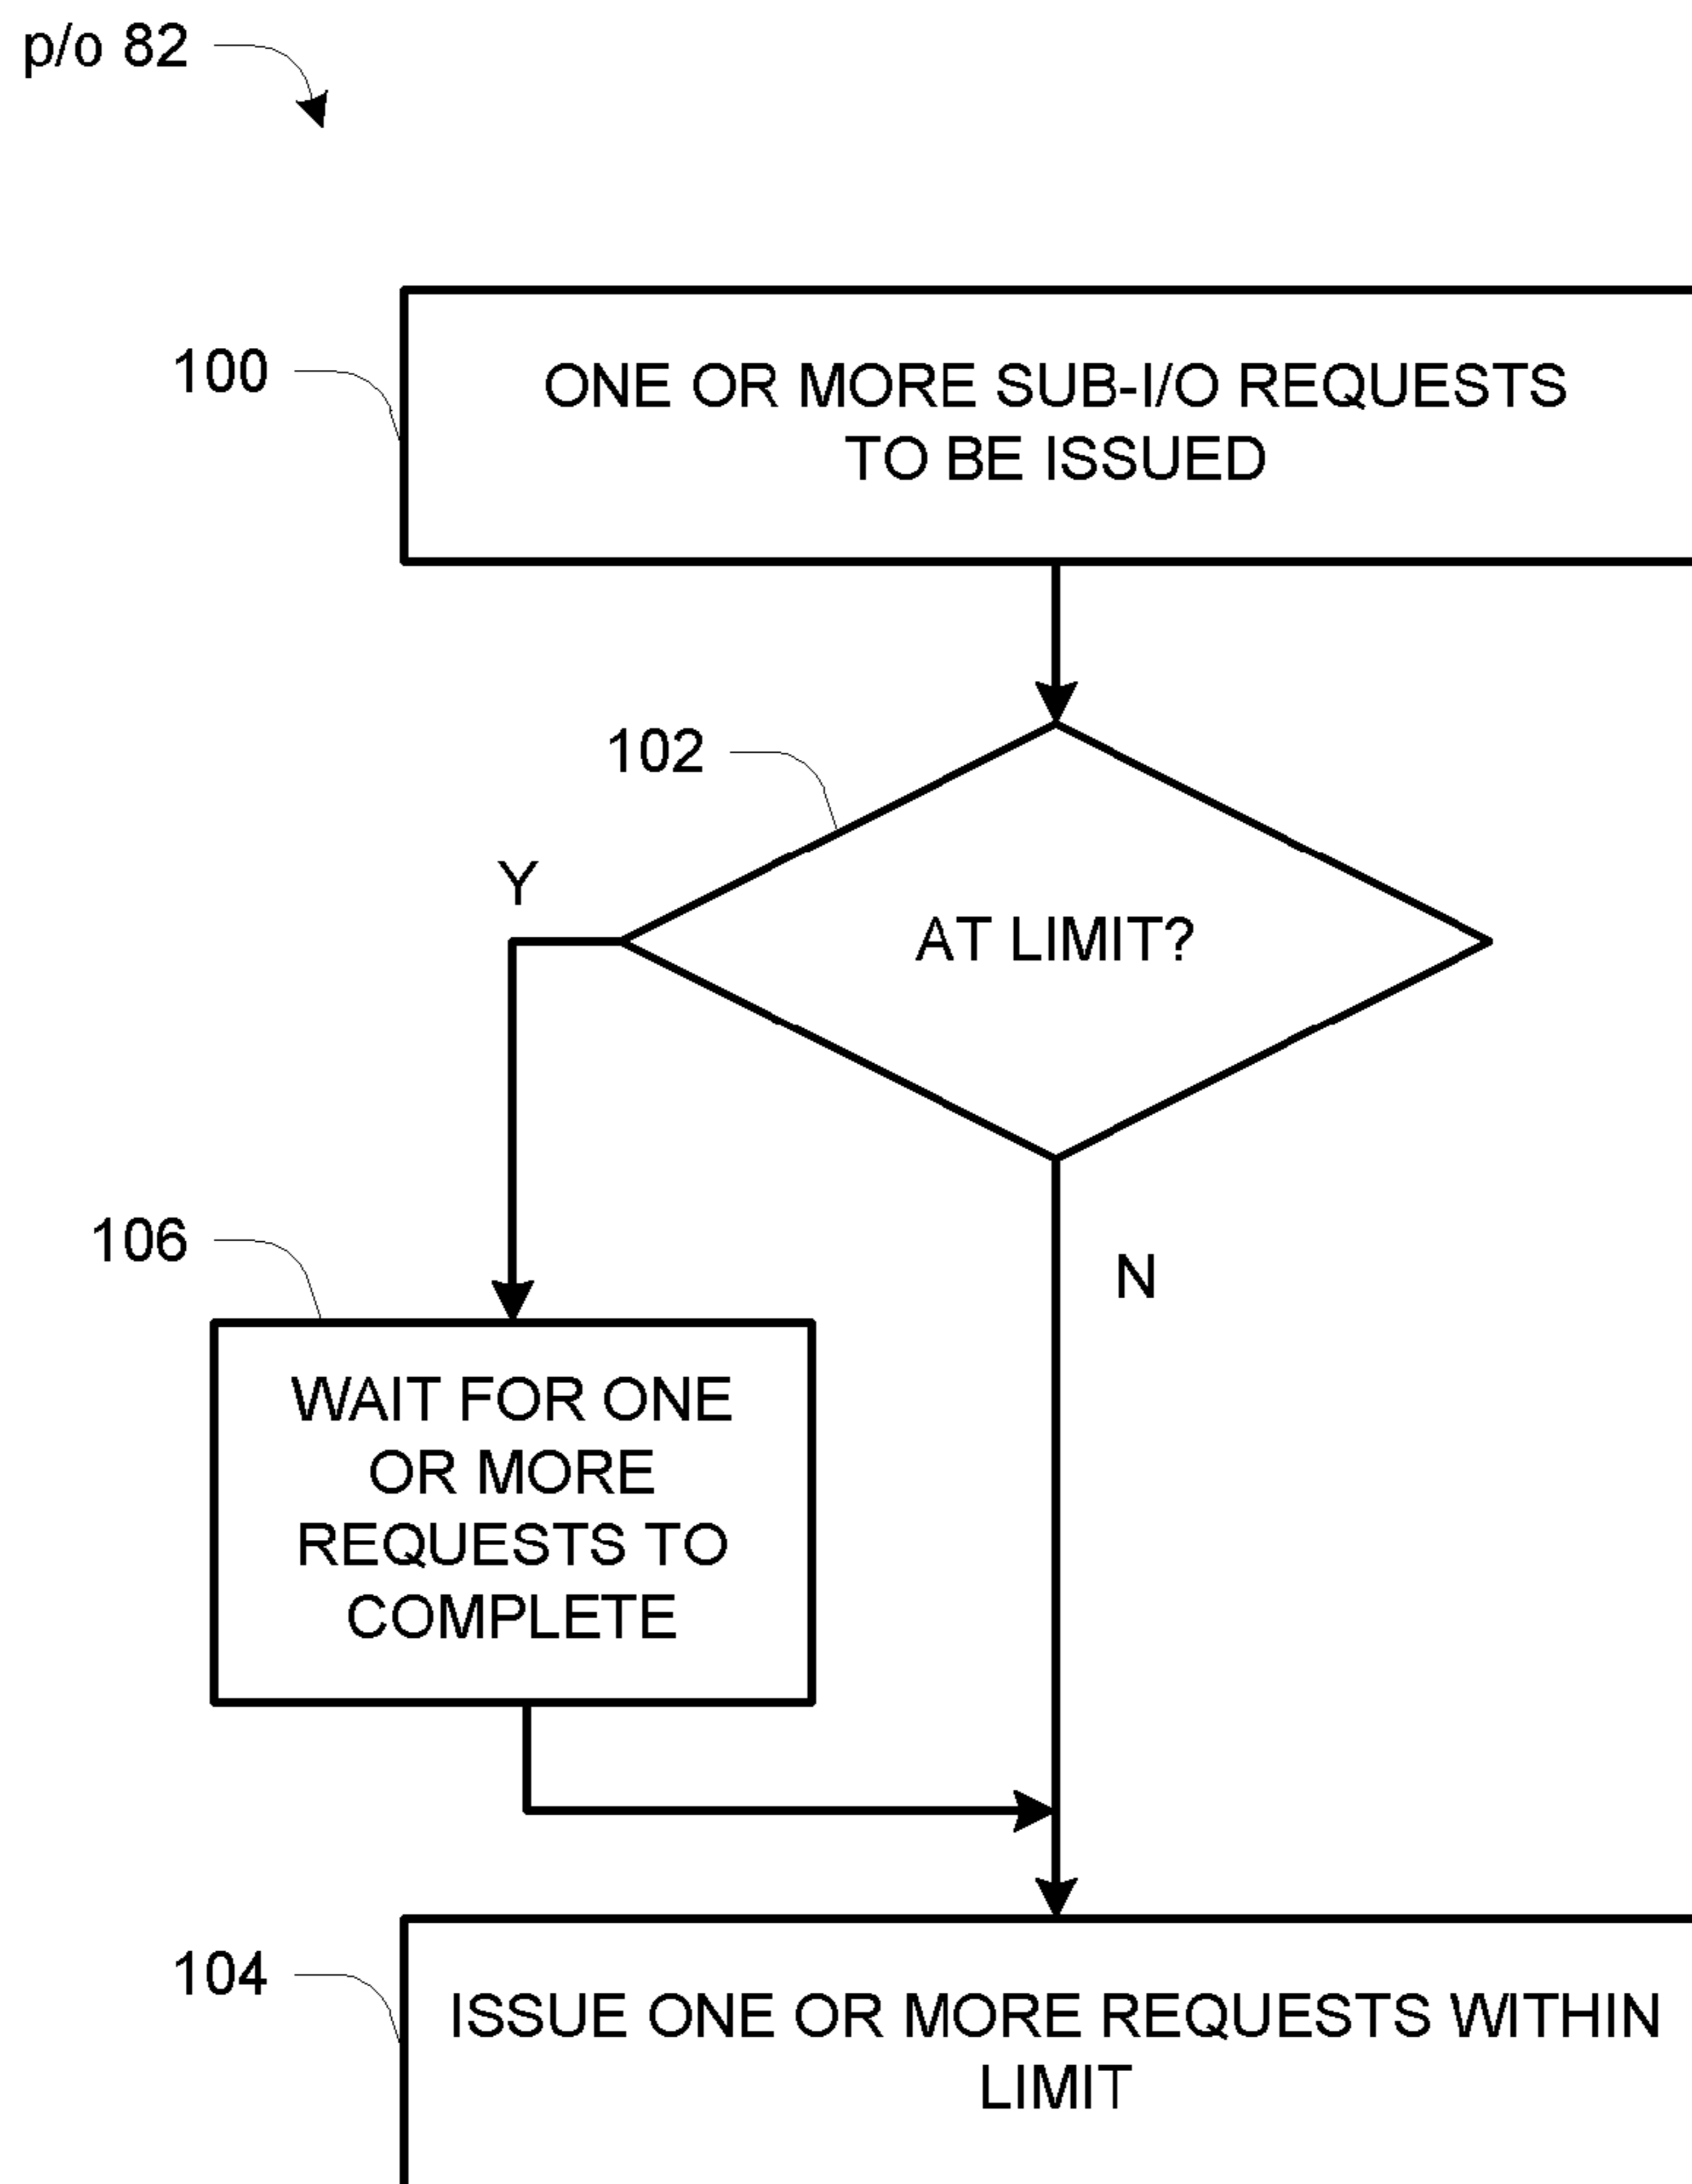 p/o 82
100
ONE OR MORE SUB-I/O REQUESTS
TO BE ISSUED
102
Y
AT LIMIT?
106
N
WAIT FOR ONE
OR MORE
REQUESTS TO
COMPLETE
104
ISSUE ONE OR MORE REQUESTS WITHIN
LIMIT